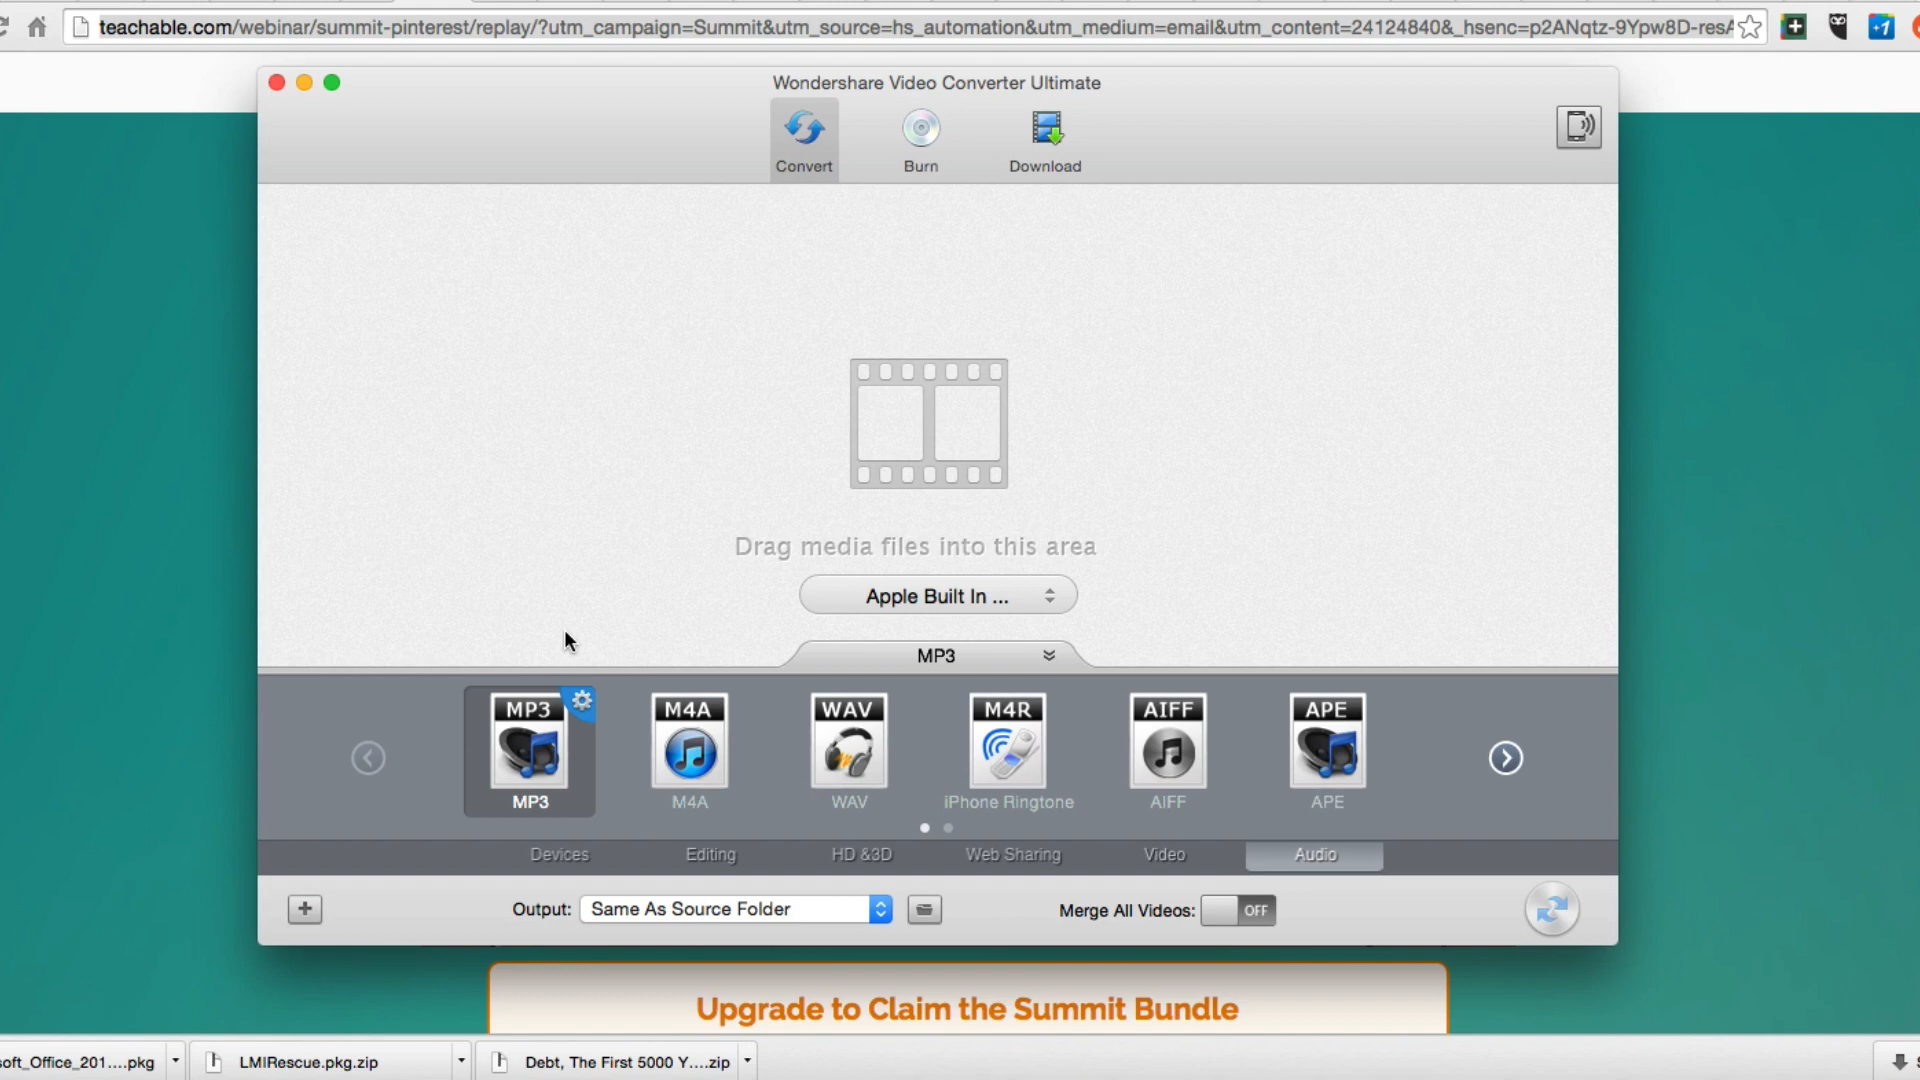 teachable.com/webinar/summit-pinterest/replay/?utm_campaign=Summit&utm_source=hs_automation&utm_medium=email&utm_content=24124840&_hsenc=p2ANqtz-9Ypw8D-resA
+1
Wondershare Video Converter Ultimate
Convert
Burn
Download
Drag media files into this area
Apple Built In ...
MP3
MP3 M4A WAV M4R AIFF APE
MP3 M4A WAV iPhone Ringtone AIFF APE
Devices Editing HD &3D Web Sharing Video Audio
Output: Same As Source Folder Merge All Videos: OFF
Upgrade to Claim the Summit Bundle
soft_Office_201....pkg LMIRescue.pkg.zip Debt, The First 5000 Y....zip